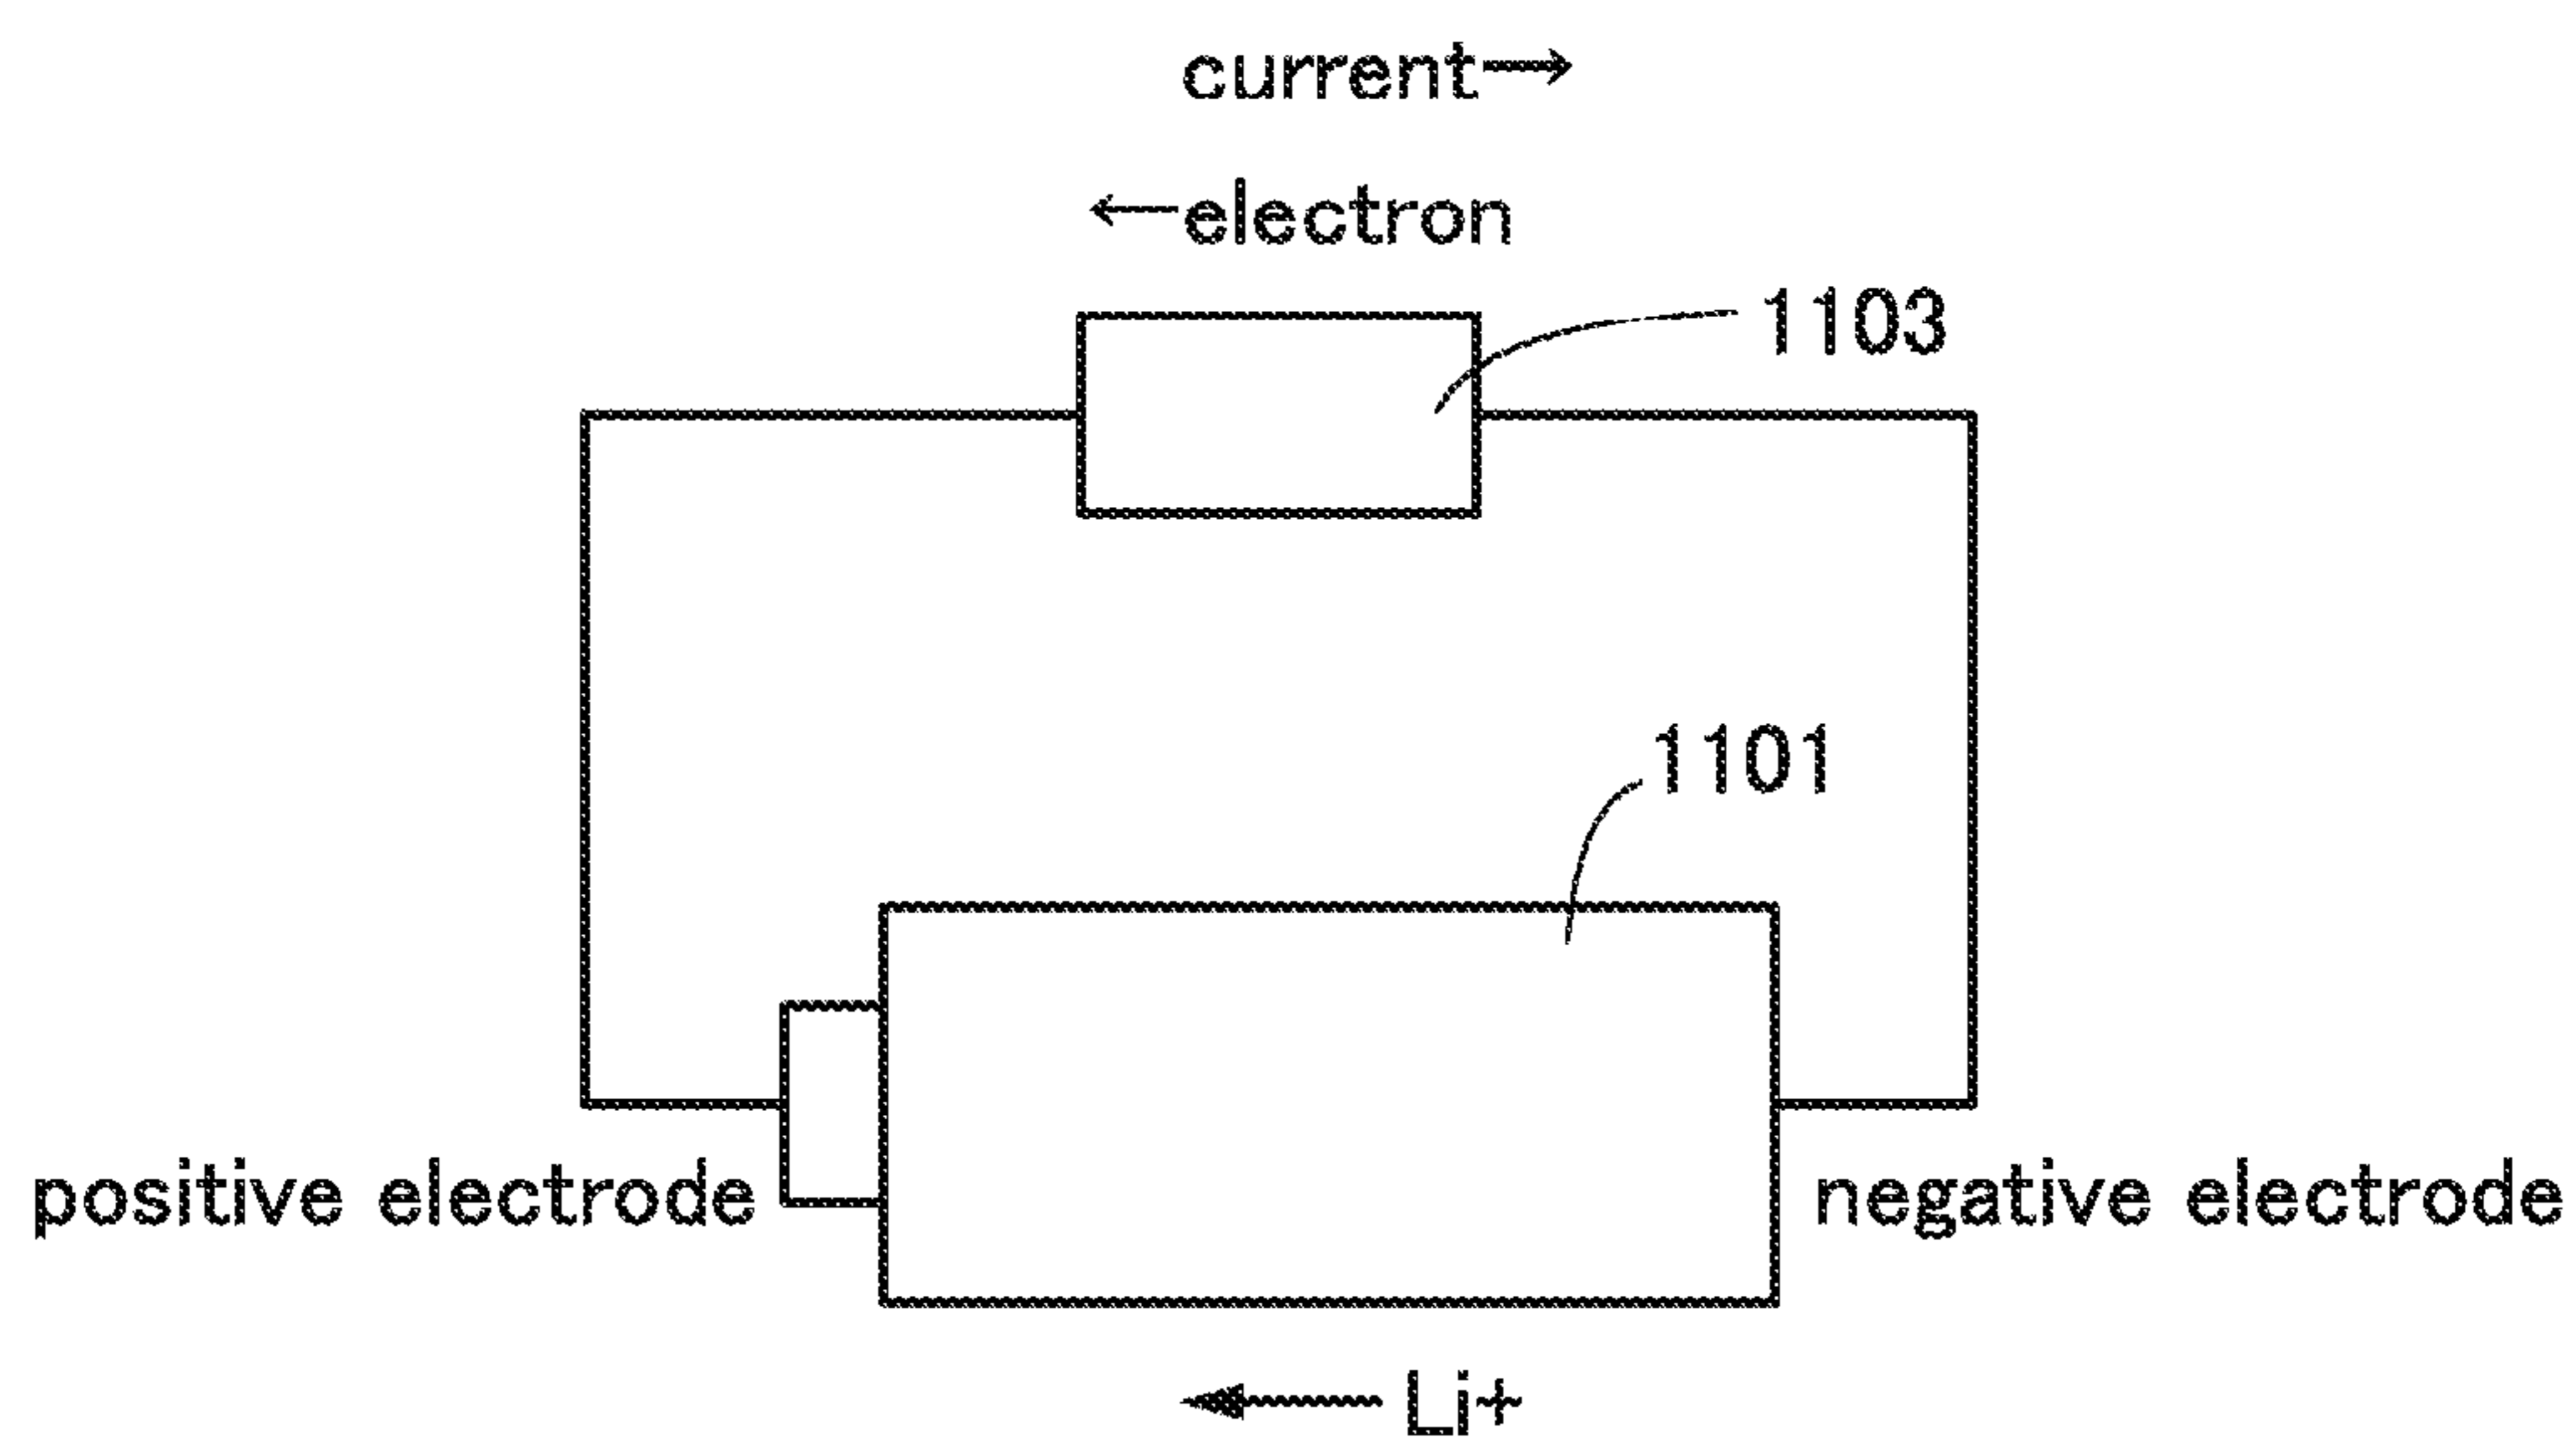 current→
←electron
1103
1101
positive electrode
negative electrode
Li+